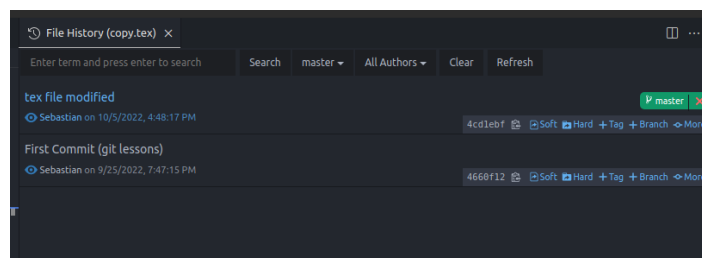 File History (copy.tex) ×
Enter term and press enter to search Search master All Authors Clear Refresh
tex file modified
master
Sebastian on 10/5/2022, 4:48:17 PM
4cd1ebf Soft Hard +Tag +Branch More
First Commit (git lessons)
Sebastian on 9/25/2022, 7:47:15 PM
4660f12 Soft Hard +Tag +Branch More